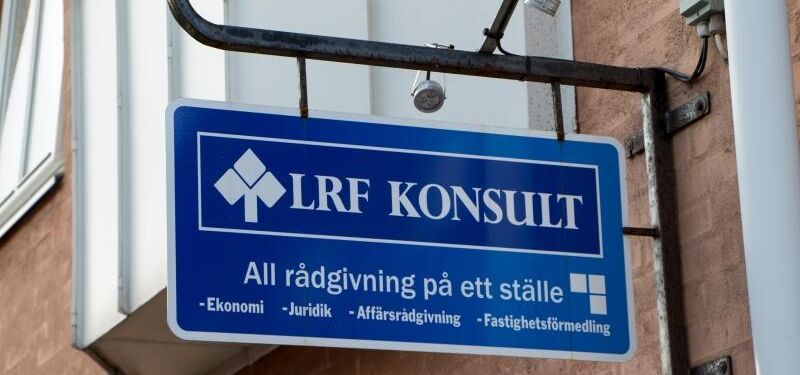 LRF KONSULT
All rådgivning på ett ställe
-Ekonomi -Juridik -Affärsrådgivning -Fastighetsförmedling